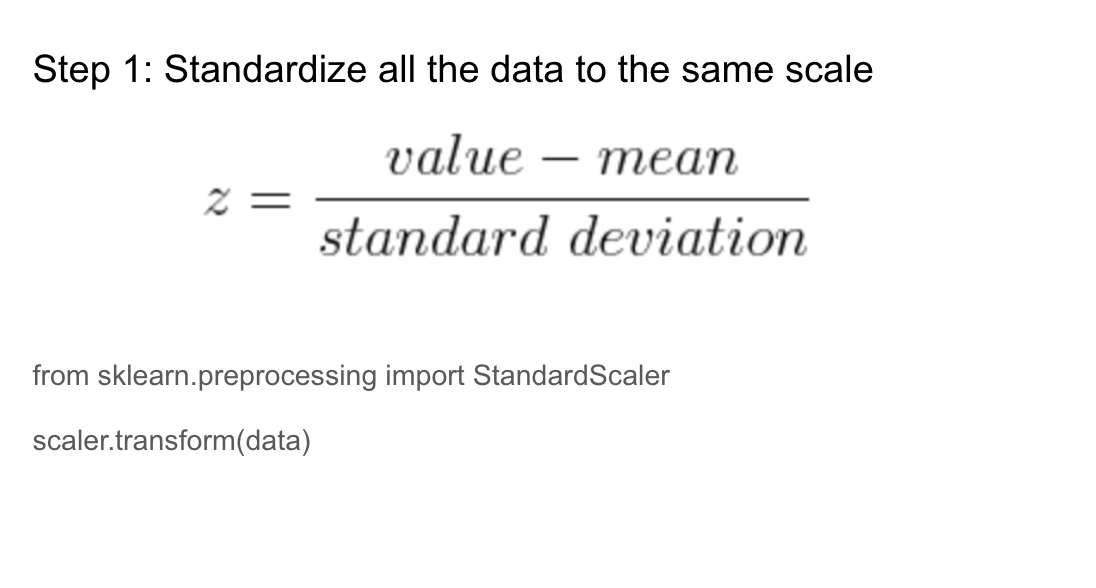 Step 1: Standardize all the data to the same scale
value − mean
z =
standard deviation
from sklearn.preprocessing import StandardScaler
scaler.transform(data)